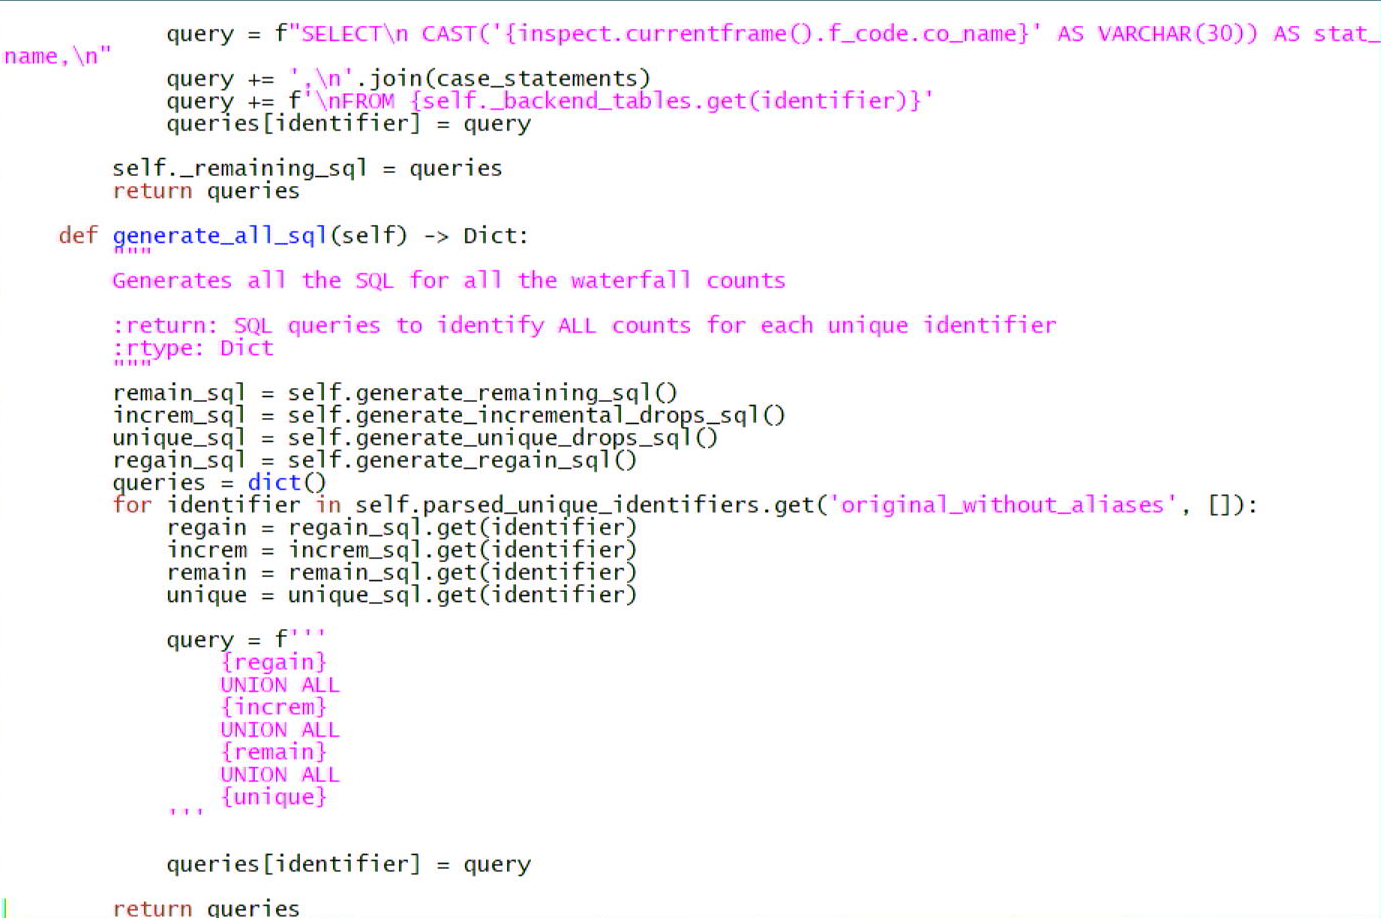 query = f"SELECT\n CAST('{inspect.currentframe().f_code.co_name}' AS VARCHAR(30)) AS stat_
name,\n"
            query += ',\n'.join(case_statements)
            query += f'\nFROM {self._backend_tables.get(identifier)}'
            queries[identifier] = query

        self._remaining_sql = queries
        return queries

    def generate_all_sql(self) -> Dict:
        """
        Generates all the SQL for all the waterfall counts

        :return: SQL queries to identify ALL counts for each unique identifier
        :rtype: Dict
        """
        remain_sql = self.generate_remaining_sql()
        increm_sql = self.generate_incremental_drops_sql()
        unique_sql = self.generate_unique_drops_sql()
        regain_sql = self.generate_regain_sql()
        queries = dict()
        for identifier in self.parsed_unique_identifiers.get('original_without_aliases', []):
            regain = regain_sql.get(identifier)
            increm = increm_sql.get(identifier)
            remain = remain_sql.get(identifier)
            unique = unique_sql.get(identifier)

            query = f'''
                {regain}
                UNION ALL
                {increm}
                UNION ALL
                {remain}
                UNION ALL
                {unique}
            '''

            queries[identifier] = query

        return queries